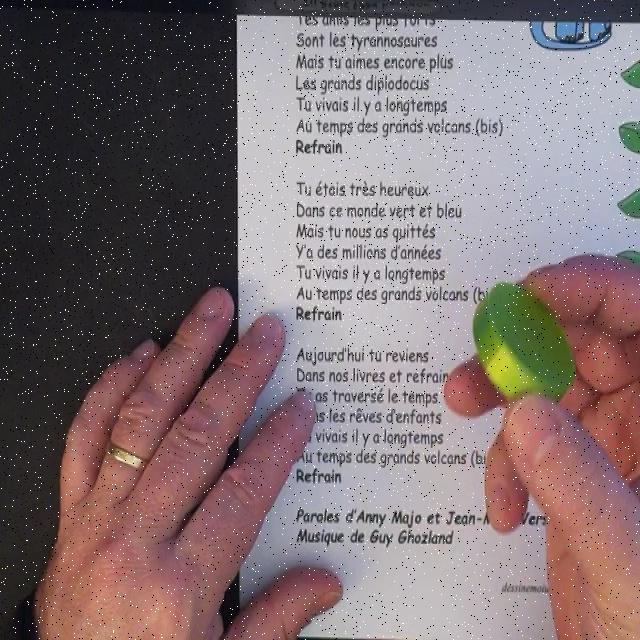 Tes amis les plus forts
Sont les tyrannosaures
Mais tu aimes encore plus
Les grands diplodocus
Tu vivais il y a longtemps
Au temps des grands volcans (bis)
Refrain
Tu étais très heureux
Dans ce monde vert et bleu
Mais tu nous as quittés
Y'a des millions d'années
Tu vivais il y a longtemps
Au temps des grands volcans (bi
Refrain
Aujourd'hui tu reviens
Dans nos livres et refrain
as traversé le temps
les rêves d'enfants
vivais il y a longtemps
Au temps des grands volcans (bi
Refrain
Paroles d'Anny Majo et Jean- Vers
Musique de Guy Ghozland